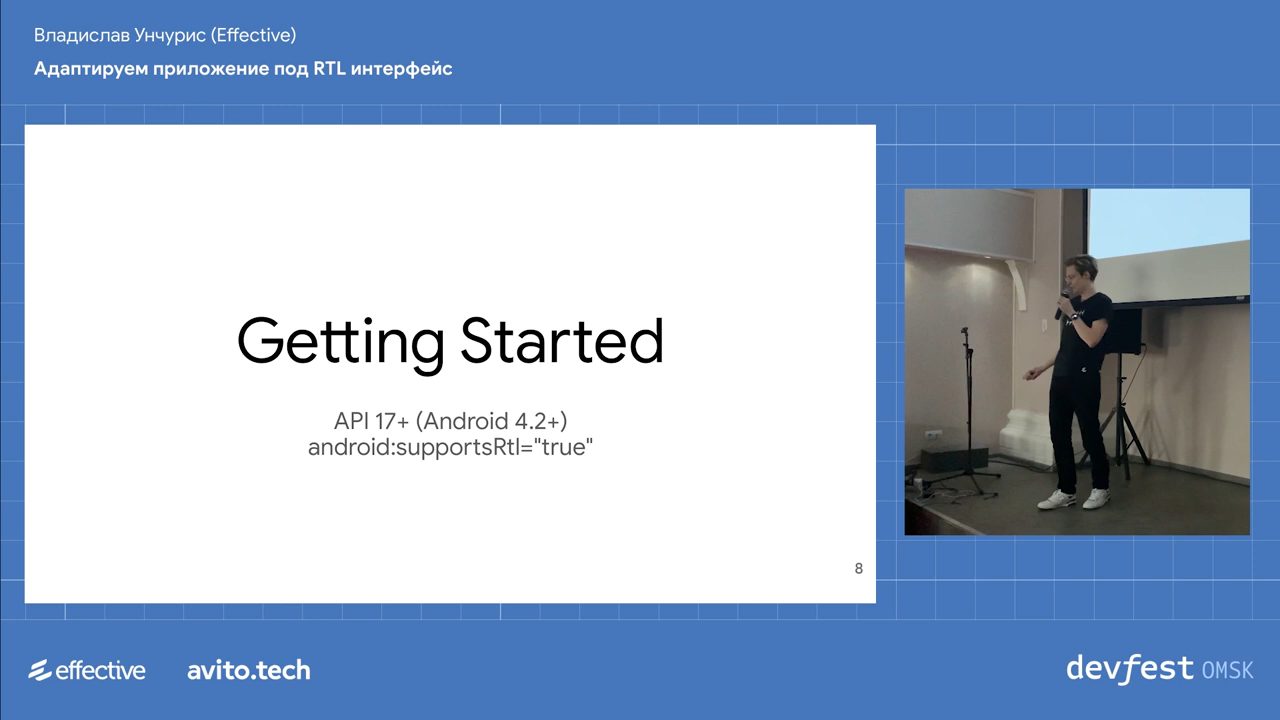 Владислав Унчурис (Effective)
Адаптируем приложение под RTL интерфейс
Getting Started
API 17+ (Android 4.2+)
android:supportsRtl="true"
8
effective
avito.tech
devfest OMSK